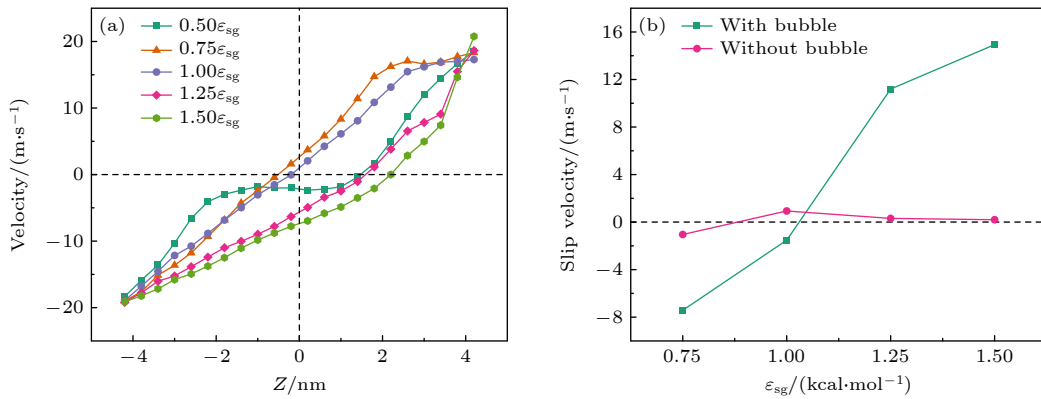 (a)
0.50εsg
0.75εsg
1.00εsg
1.25εsg
1.50εsg
Velocity/(m·s⁻¹)
20
10
0
−10
−20
−4
−2
0
2
4
Z/nm
(b)
With bubble
Without bubble
Slip velocity/(m·s⁻¹)
16
12
8
4
0
−4
−8
0.75
1.00
1.25
1.50
εsg/(kcal·mol⁻¹)